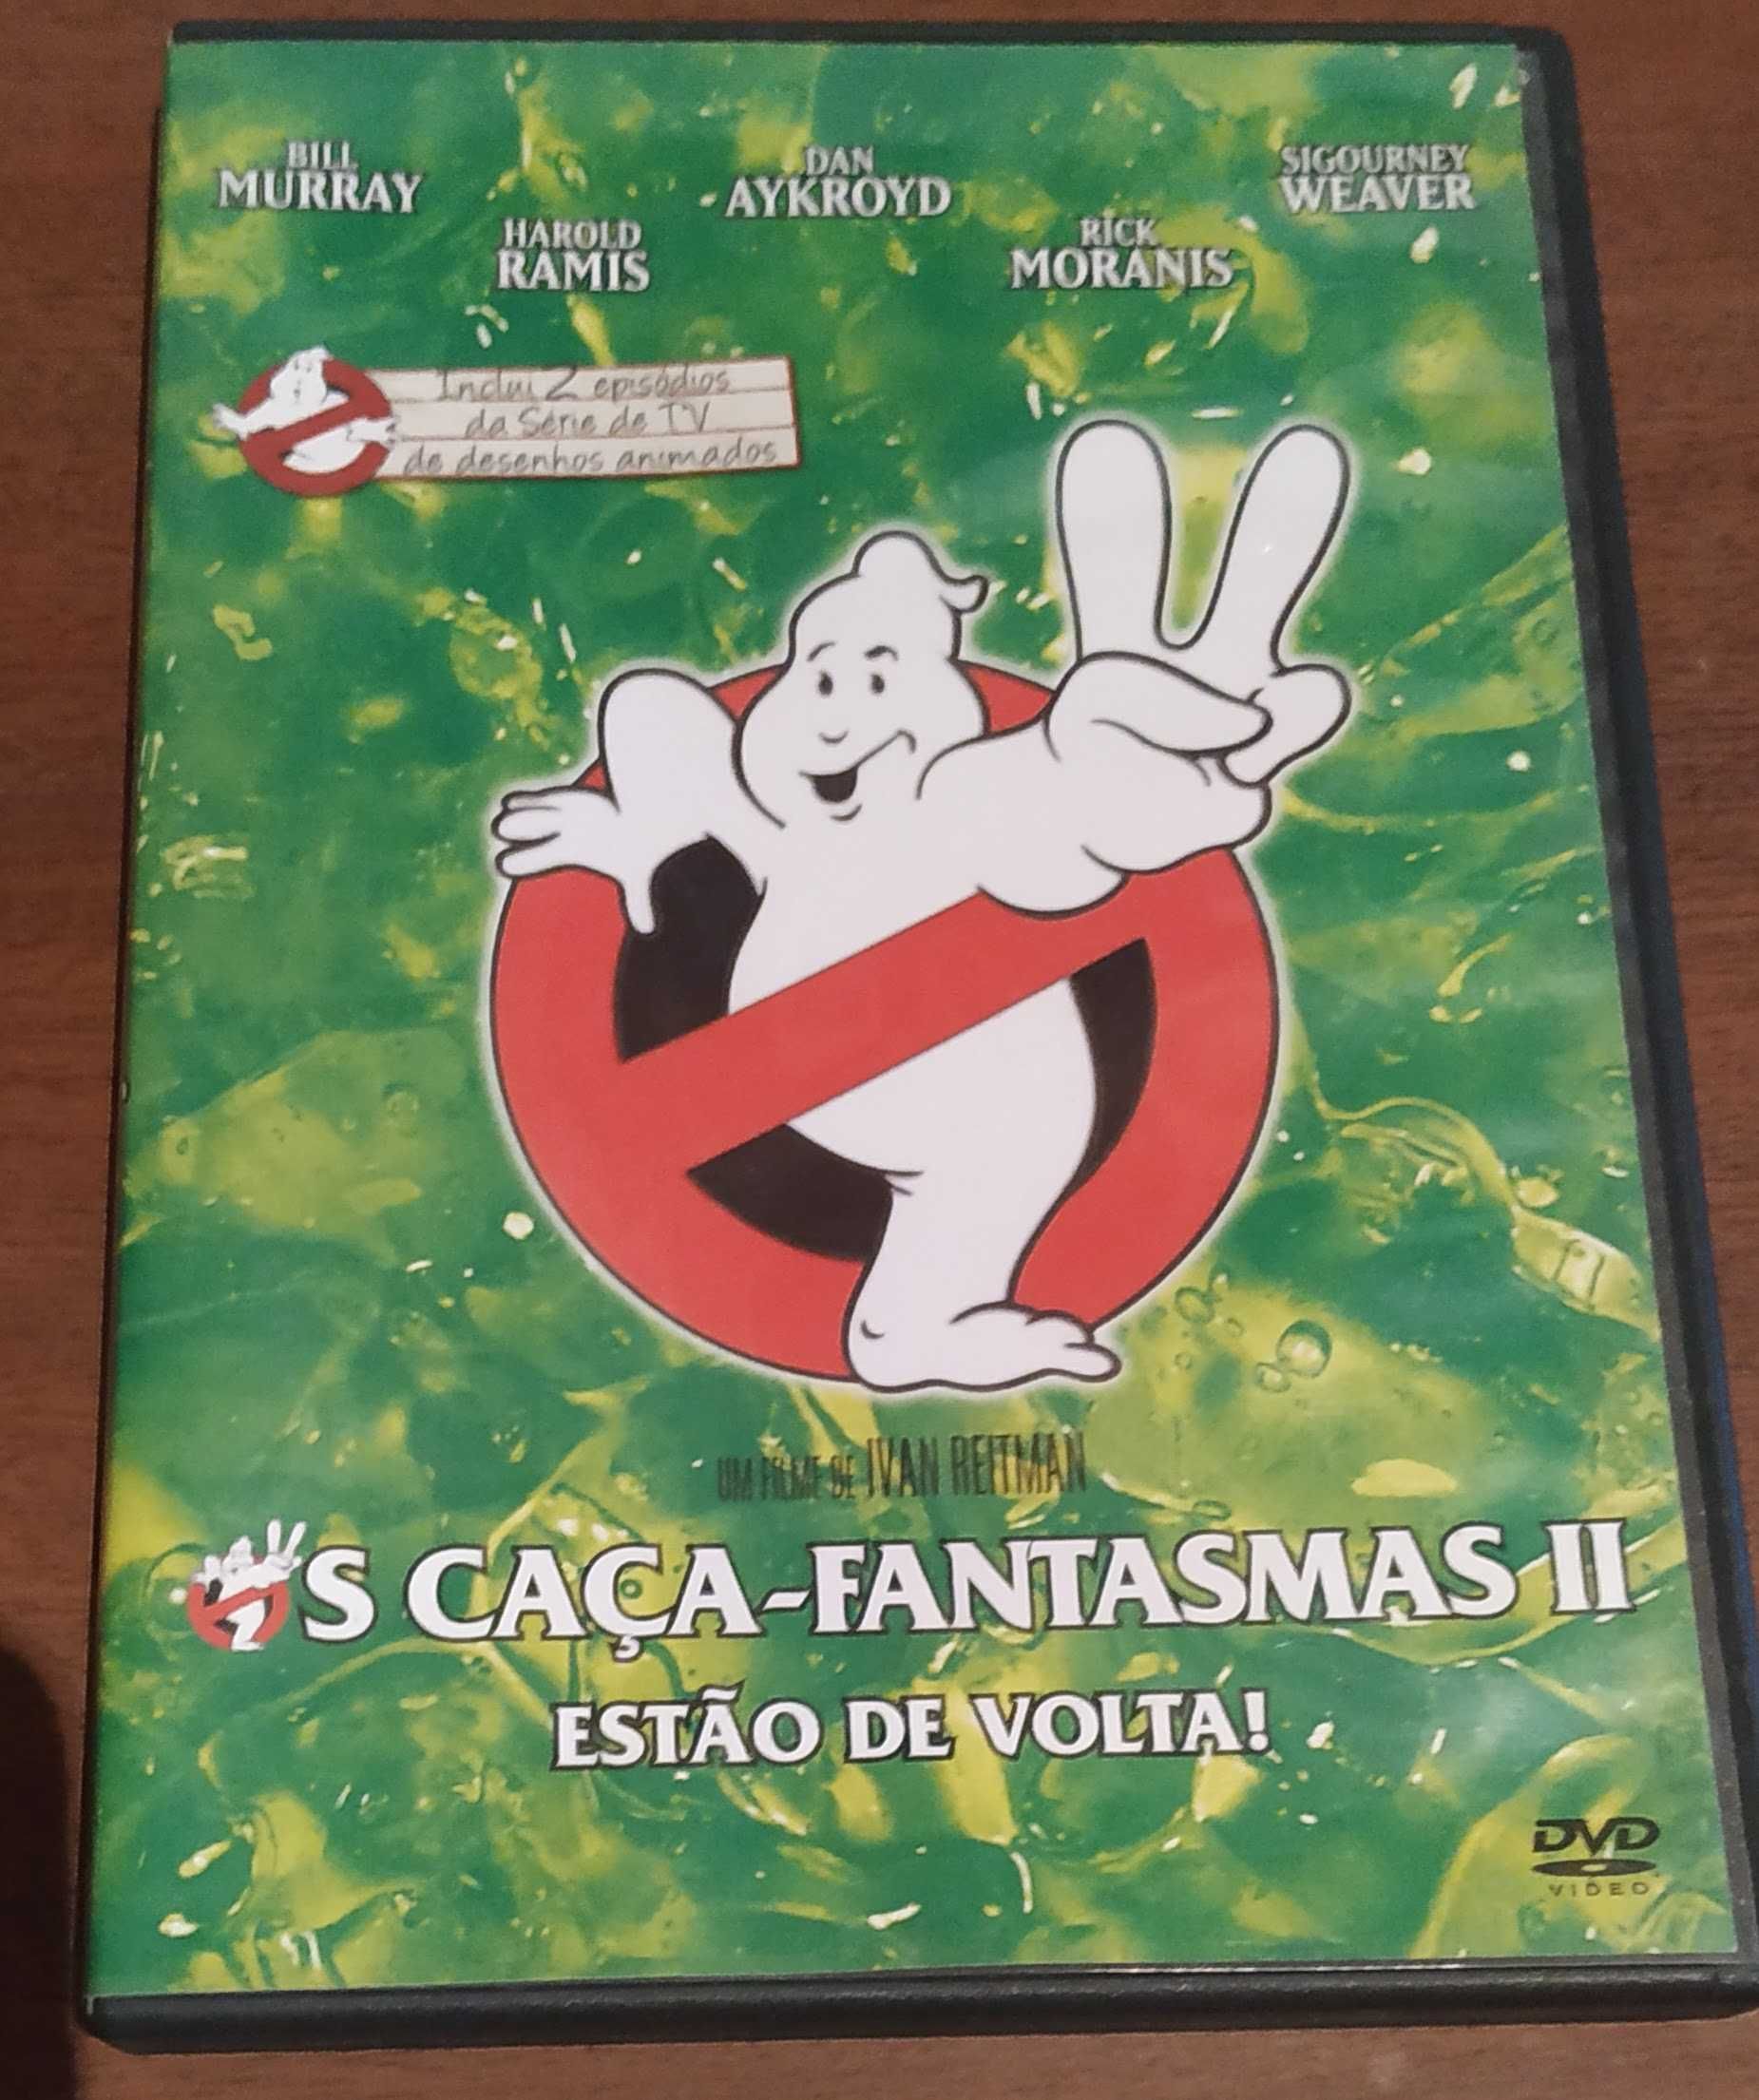 BILL
MURRAY
HAROLD
RAMIS
DAN
AYKROYD
RICK
MORANIS
SIGOURNEY
WEAVER
Inclui 2 episódios
da Série de TV
de desenhos animados
UM FILME DE IVAN REITMAN
OS CAÇA-FANTASMAS II
ESTÃO DE VOLTA!
DVD
VIDEO